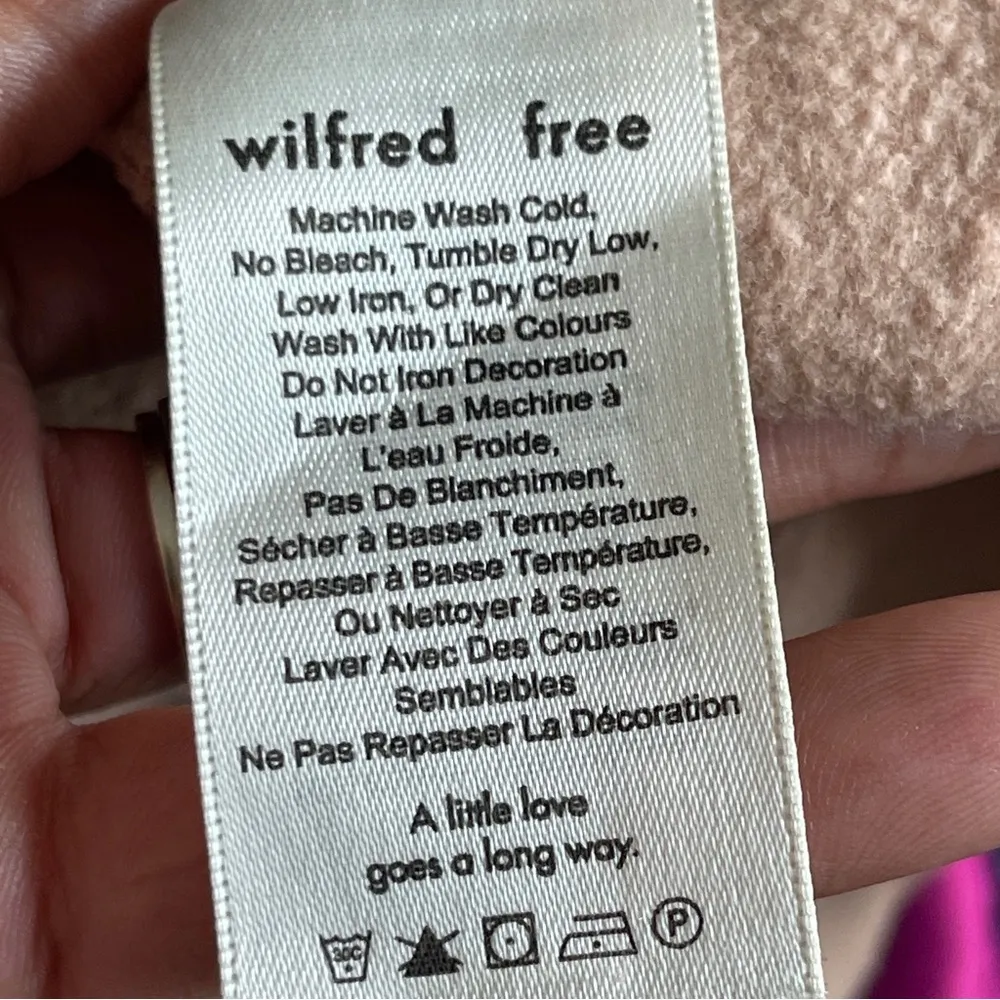 wilfred free
Machine Wash Cold,
No Bleach, Tumble Dry Low,
Low Iron, Or Dry Clean
Wash With Like Colours
Do Not Iron Decoration
Laver à La Machine à
L'eau Froide,
Pas De Blanchiment,
Sécher à Basse Température,
Repasser à Basse Température,
Ou Nettoyer à Sec
Laver Avec Des Couleurs
Semblables
Ne Pas Repasser La Décoration
A little love
goes a long way.
30C P